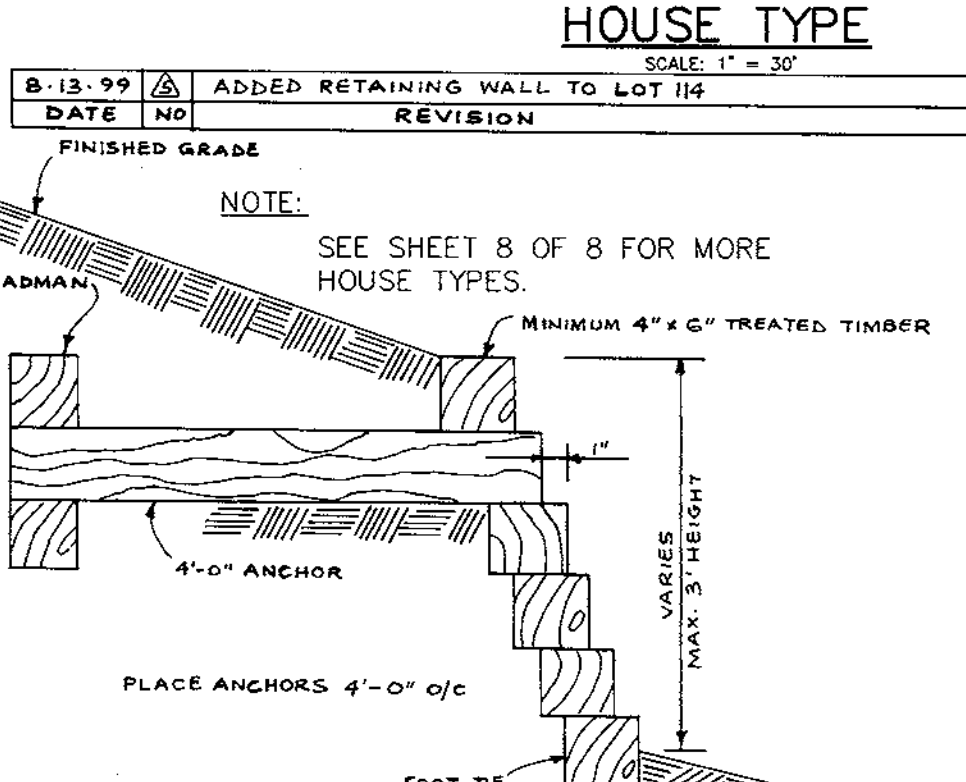 HOUSE TYPE
SCALE: 1" = 30'
8·13·99 5 ADDED RETAINING WALL TO LOT 114
DATE NO REVISION
FINISHED GRADE
NOTE:
SEE SHEET 8 OF 8 FOR MORE
HOUSE TYPES.
ADMAN
MINIMUM 4" x 6" TREATED TIMBER
1"
VARIES
MAX. 3' HEIGHT
4'-0" ANCHOR
PLACE ANCHORS 4'-0" O/C